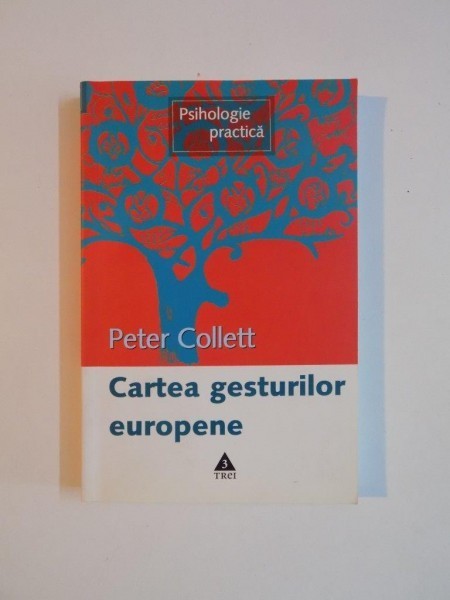 Psihologie
practică
Peter Collett
Cartea gesturilor
europene
3
TREI